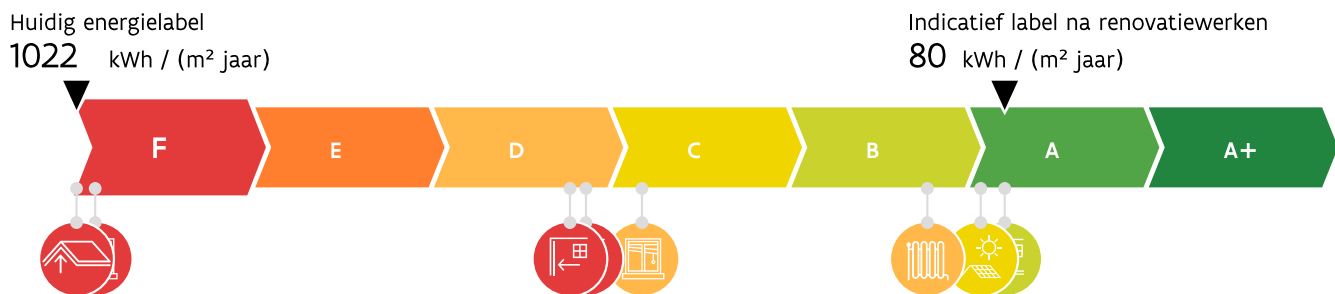 Huidig energielabel
1022 kWh / (m² jaar)
Indicatief label na renovatiewerken
80 kWh / (m² jaar)
F E D C B A A+